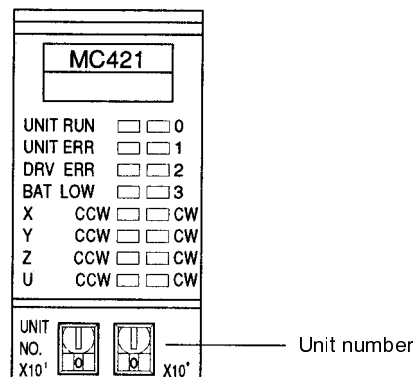 MC421
UNIT RUN 0
UNIT ERR 1
DRV ERR 2
BAT LOW 3
X CCW CW
Y CCW CW
Z CCW CW
U CCW CW
UNIT
NO.
X10¹ 0 0 X10⁰
Unit number